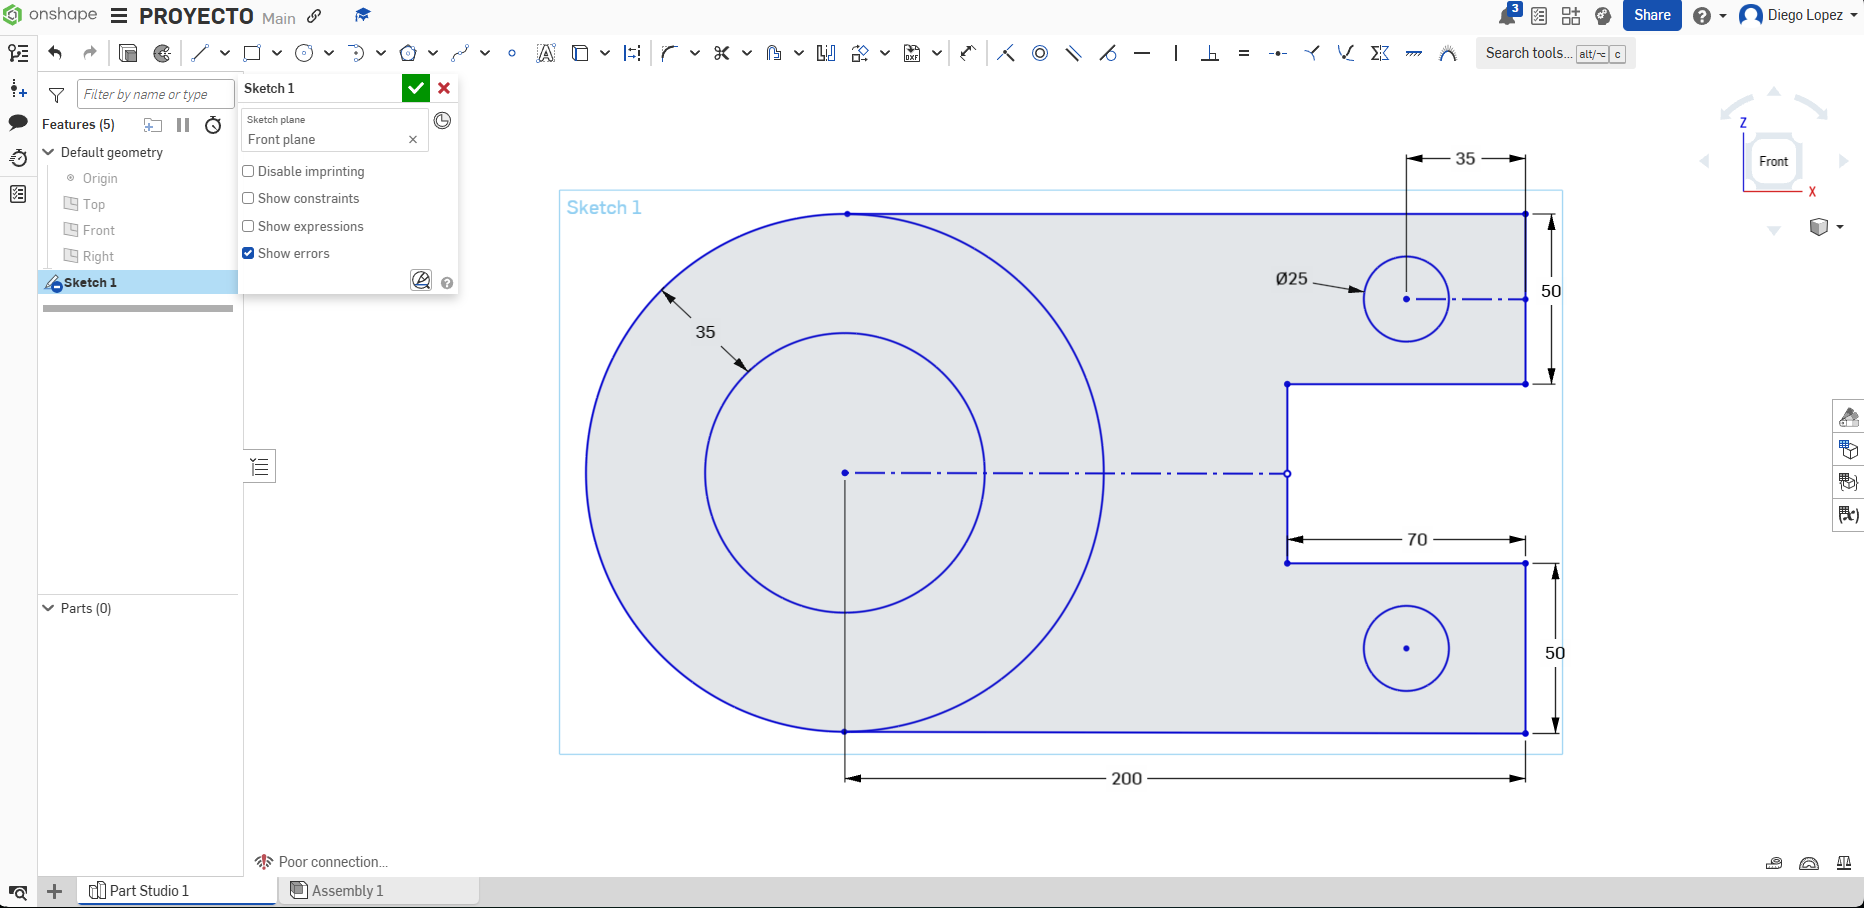 onshape PROYECTO Main
3
Share
Diego Lopez
DXF
Search tools... alt/⌥ c
Filter by name or type
Features (5)
Default geometry
Origin
Top
Front
Right
Sketch 1
Sketch 1
Sketch plane
Front plane
Disable imprinting
Show constraints
Show expressions
Show errors
Parts (0)
Sketch 1
35
50
Ø25
35
70
50
200
Z
Front
X
(x)
Poor connection...
Part Studio 1
Assembly 1